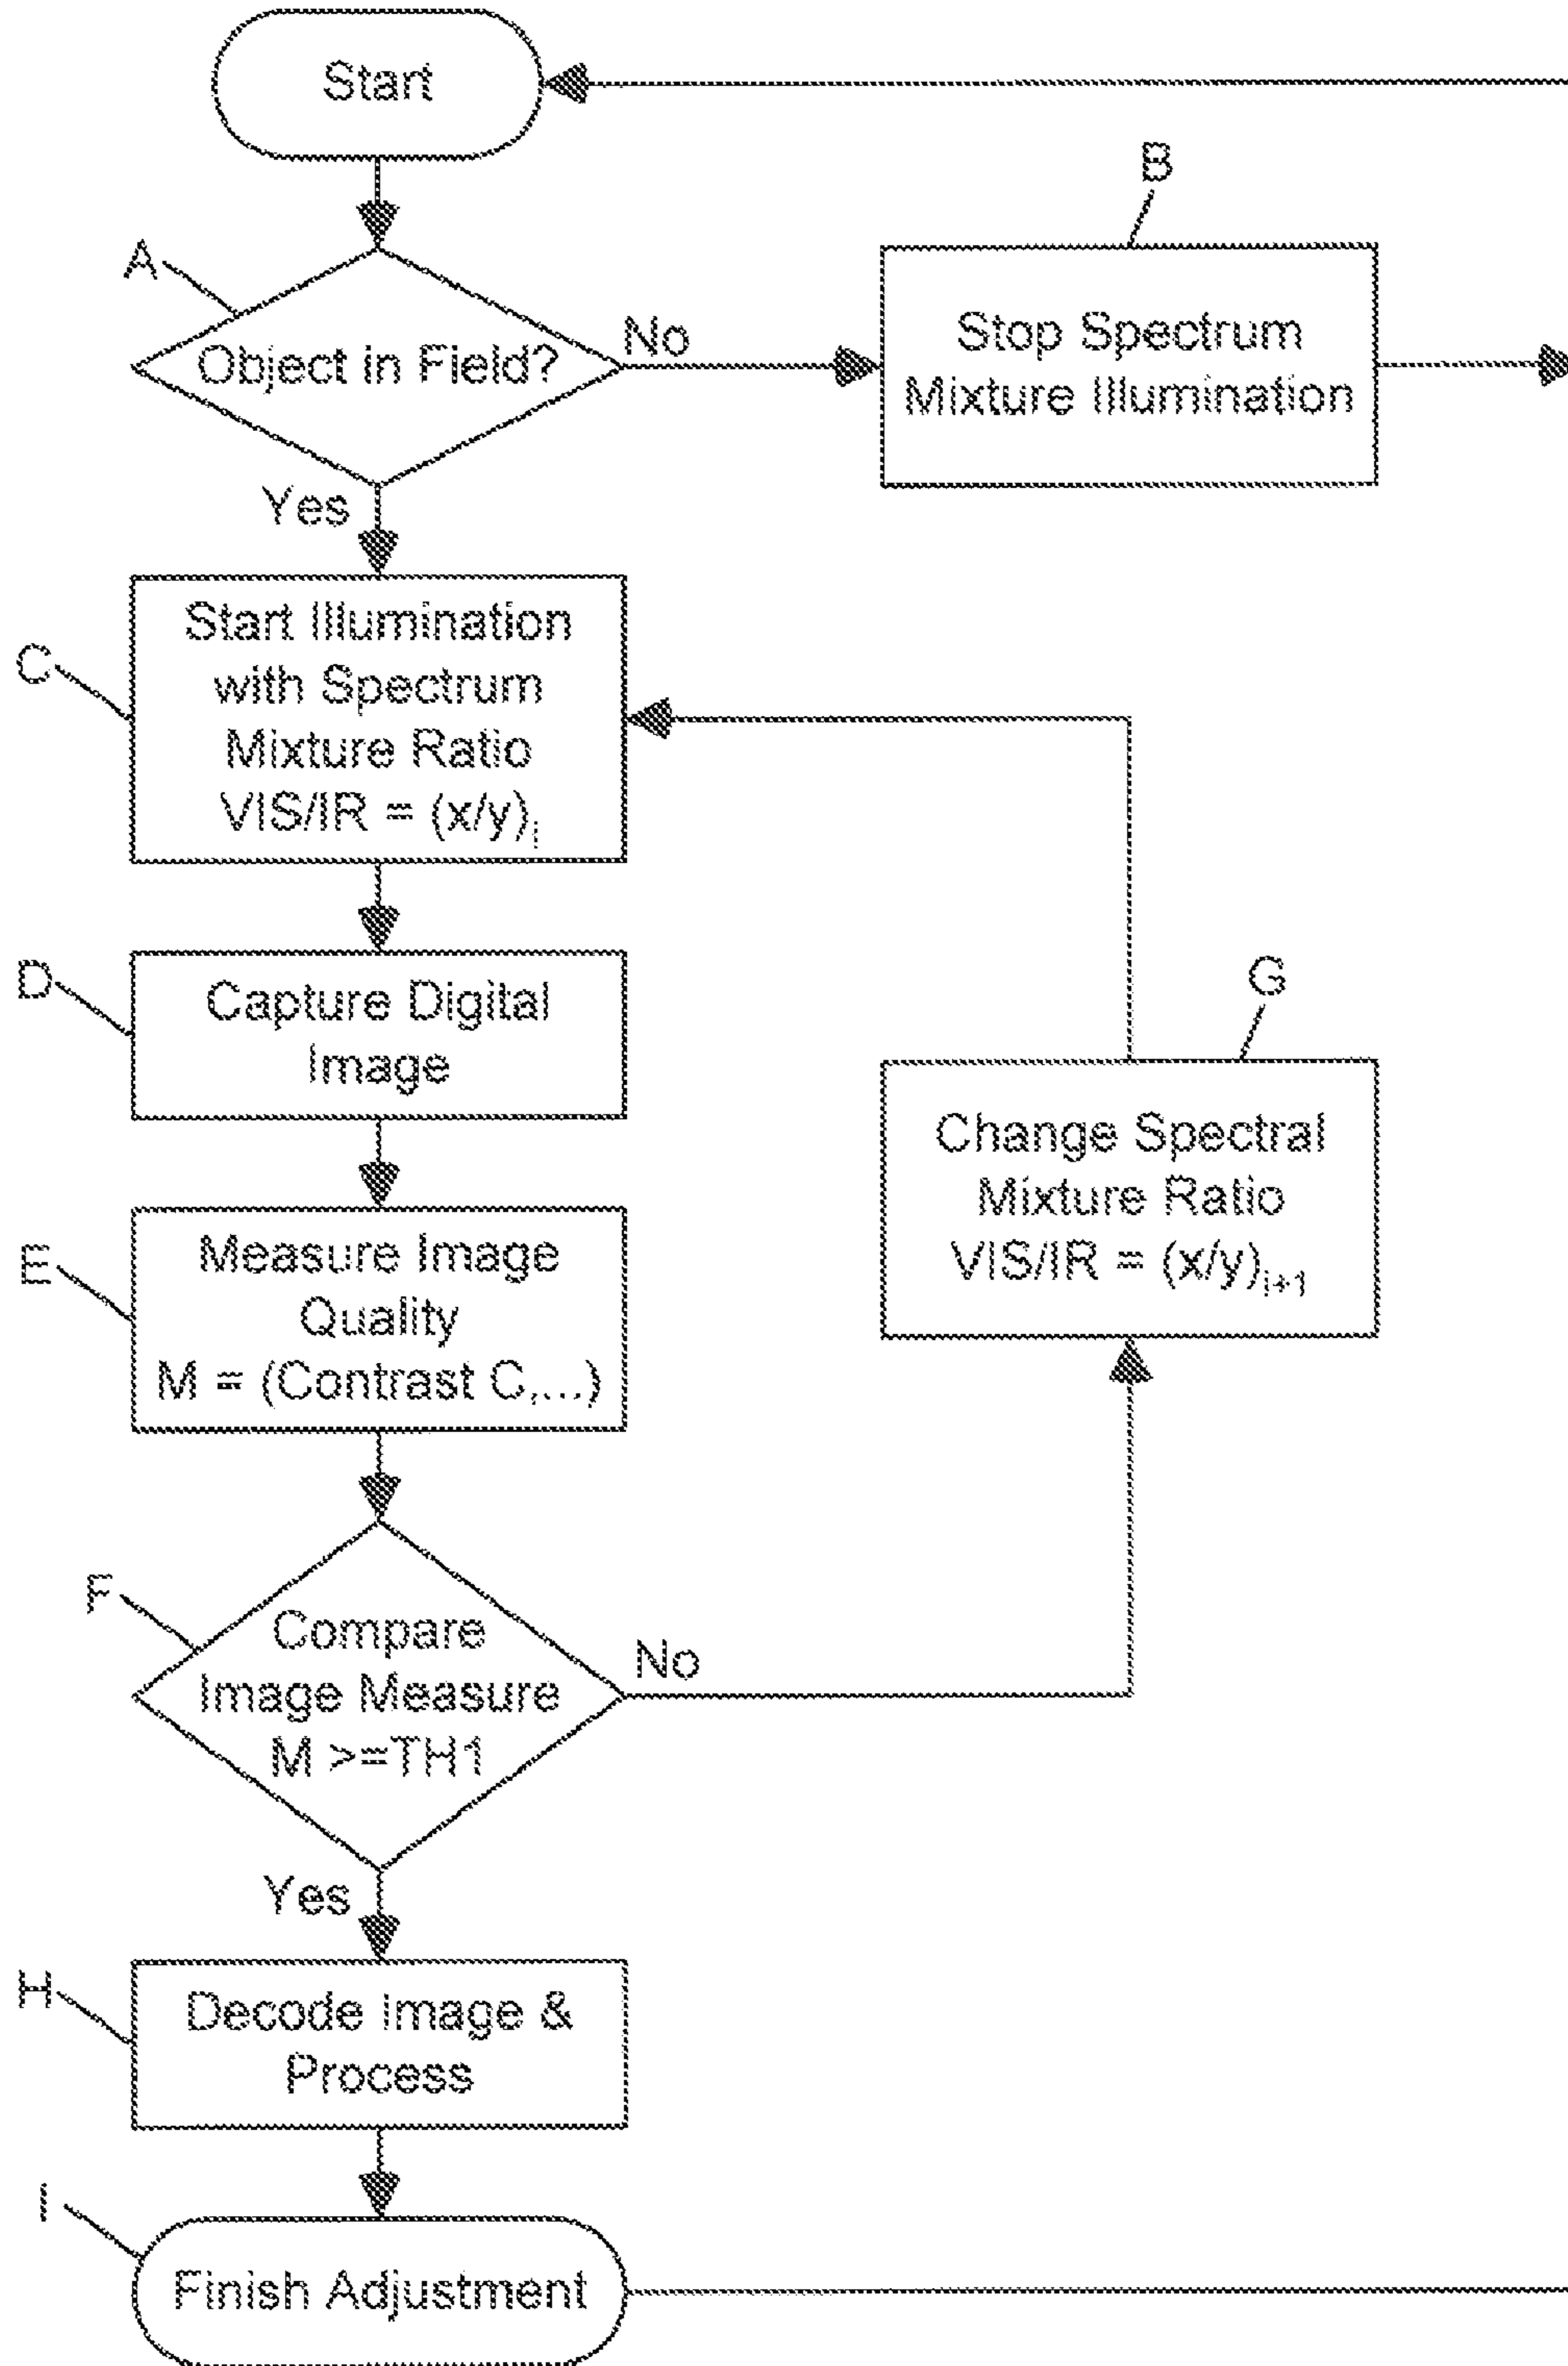 Start
A
Object in Field?
No
Yes
B
Stop Spectrum
Mixture Illumination
C
Start Illumination
with Spectrum
Mixture Ratio
VIS/IR = (x/y)i
D
Capture Digital
Image
E
Measure Image
Quality
M = (Contrast C,...)
F
Compare
Image Measure
M >=TH1
No
Yes
G
Change Spectral
Mixture Ratio
VIS/IR = (x/y)i+1
H
Decode Image &
Process
I
Finish Adjustment